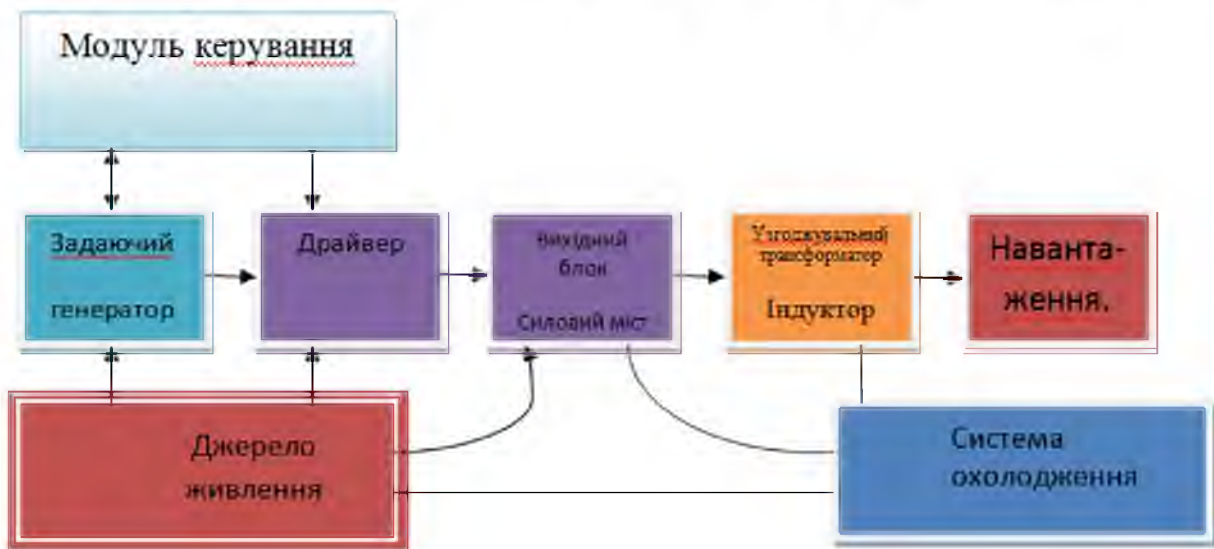 Модуль керування
Задаючий
генератор
Драйвер
Вихідний
блок
Силовий міст
Узгоджувальний
трансформатор
Індуктор
Наванта-
ження.
Джерело
живлення
Система
охолодження